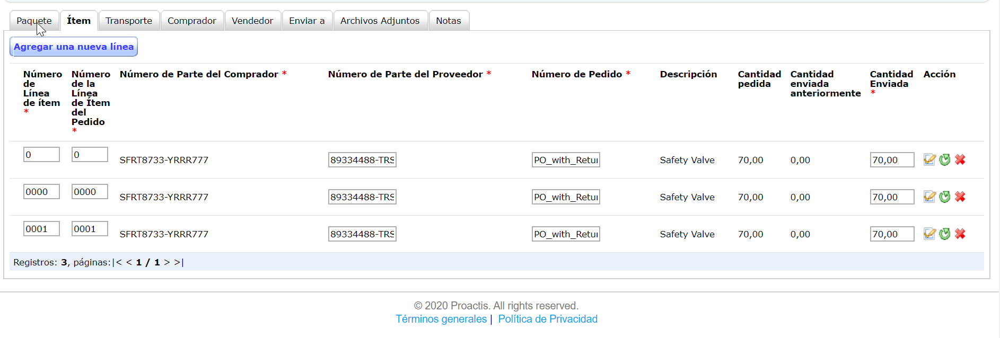 Paquete Ítem Transporte Comprador Vendedor Enviar a Archivos Adjuntos Notas
Agregar una nueva línea
Número de Línea de ítem * Número de la Línea de Ítem del Pedido * Número de Parte del Comprador * Número de Parte del Proveedor * Número de Pedido * Descripción Cantidad pedida Cantidad enviada anteriormente Cantidad Enviada * Acción
0 0 SFRT8733-YRRR777 89334488-TRS PO_with_Retur Safety Valve 70,00 0,00 70,00
0000 0000 SFRT8733-YRRR777 89334488-TRS PO_with_Retur Safety Valve 70,00 0,00 70,00
0001 0001 SFRT8733-YRRR777 89334488-TRS PO_with_Retur Safety Valve 70,00 0,00 70,00
Registros: 3, páginas:|< < 1 / 1 > >|
© 2020 Proactis. All rights reserved.
Términos generales | Política de Privacidad